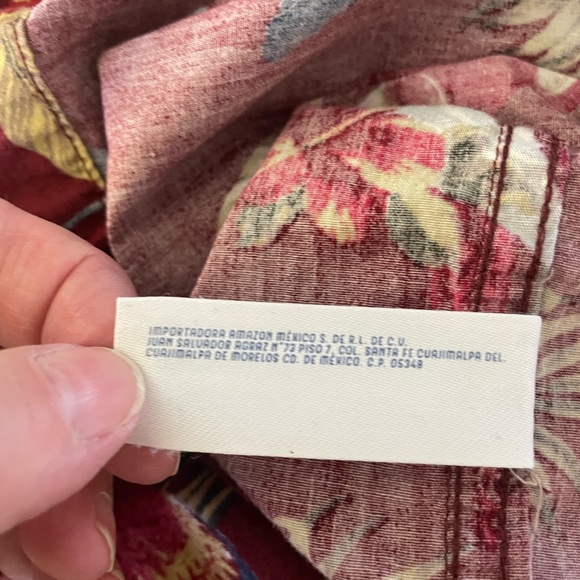 IMPORTADORA AMAZON MÉXICO S. DE R.L. DE C.V.
JUAN SALVADOR AGRAZ N°73 PISO 7, COL. SANTA FE CUAJIMALPA DEL.
CUAJIMALPA DE MORELOS CD. DE MÉXICO. C.P. 05348